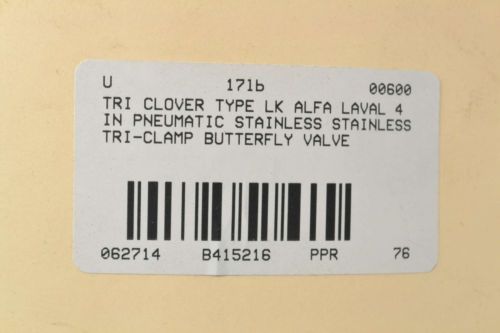 U 17lb 00600
TRI CLOVER TYPE LK ALFA LAVAL 4
IN PNEUMATIC STAINLESS STAINLESS
TRI-CLAMP BUTTERFLY VALVE
062714 B415216 PPR 76